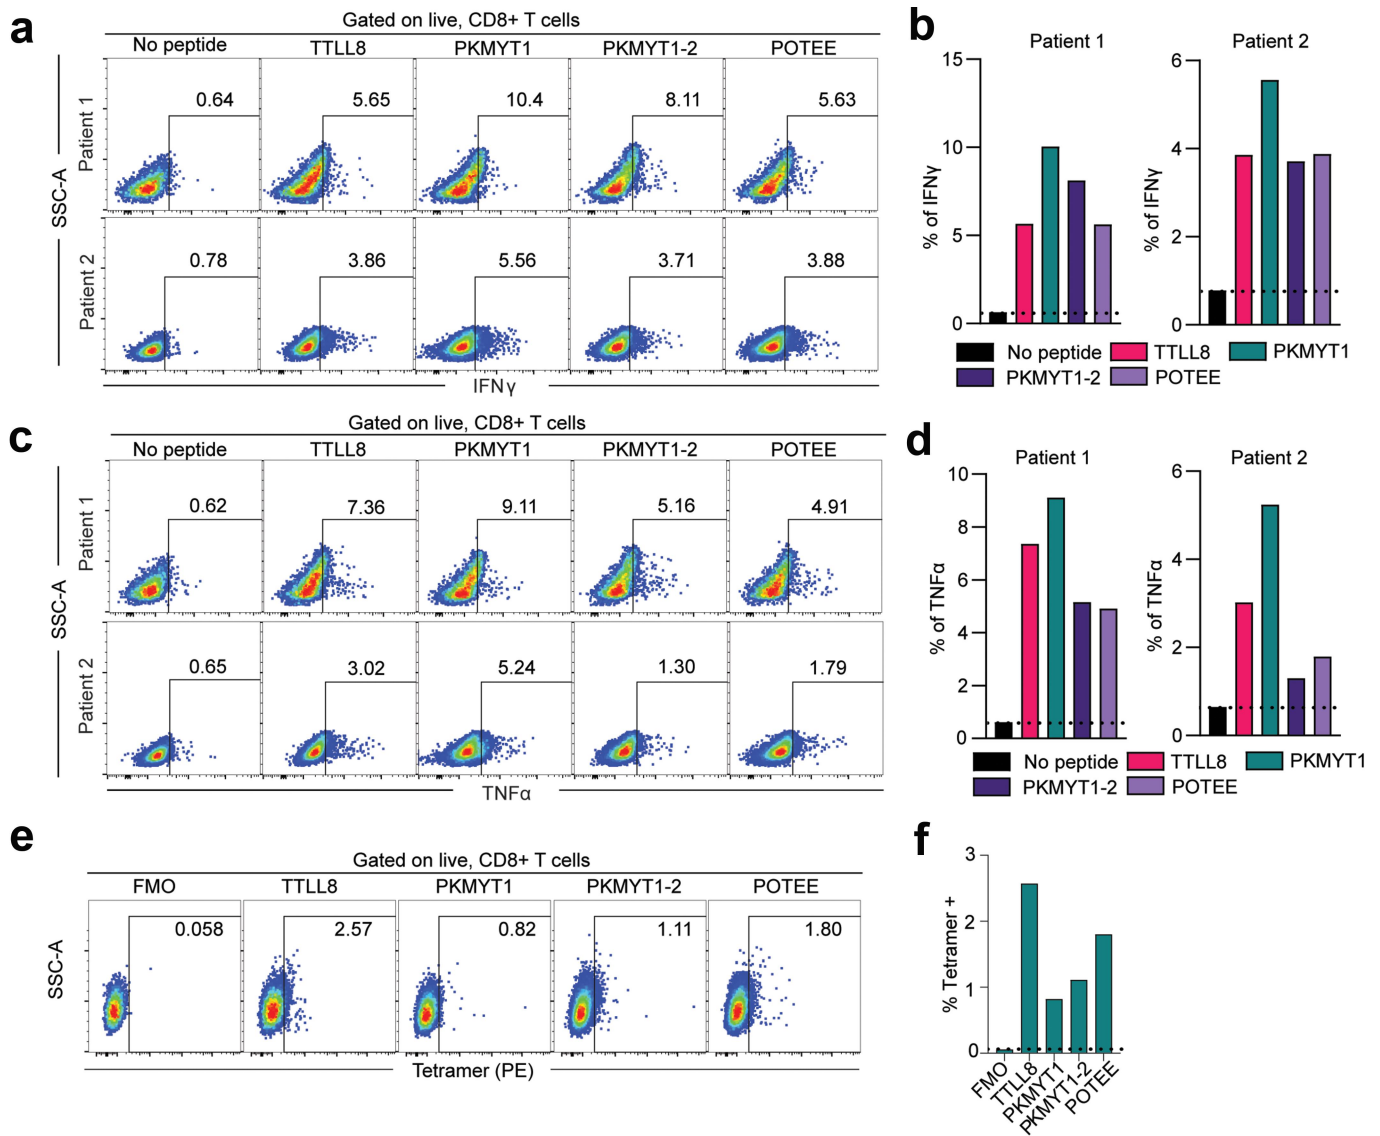 a
Gated on live, CD8+ T cells
No peptide TTLL8 PKMYT1 PKMYT1-2 POTEE
Patient 1
0.64 5.65 10.4 8.11 5.63
SSC-A
Patient 2
0.78 3.86 5.56 3.71 3.88
IFNγ
b
Patient 1
% of IFNγ
15
10
5
0
Patient 2
% of IFNγ
6
4
2
0
No peptide TTLL8 PKMYT1
PKMYT1-2 POTEE
c
Gated on live, CD8+ T cells
No peptide TTLL8 PKMYT1 PKMYT1-2 POTEE
Patient 1
0.62 7.36 9.11 5.16 4.91
SSC-A
Patient 2
0.65 3.02 5.24 1.30 1.79
TNFα
d
Patient 1
% of TNFα
10
8
6
4
2
0
Patient 2
% of TNFα
6
4
2
0
No peptide TTLL8 PKMYT1
PKMYT1-2 POTEE
e
Gated on live, CD8+ T cells
FMO TTLL8 PKMYT1 PKMYT1-2 POTEE
0.058 2.57 0.82 1.11 1.80
SSC-A
Tetramer (PE)
f
% Tetramer +
3
2
1
0
FMO
TTLL8
PKMYT1
PKMYT1-2
POTEE